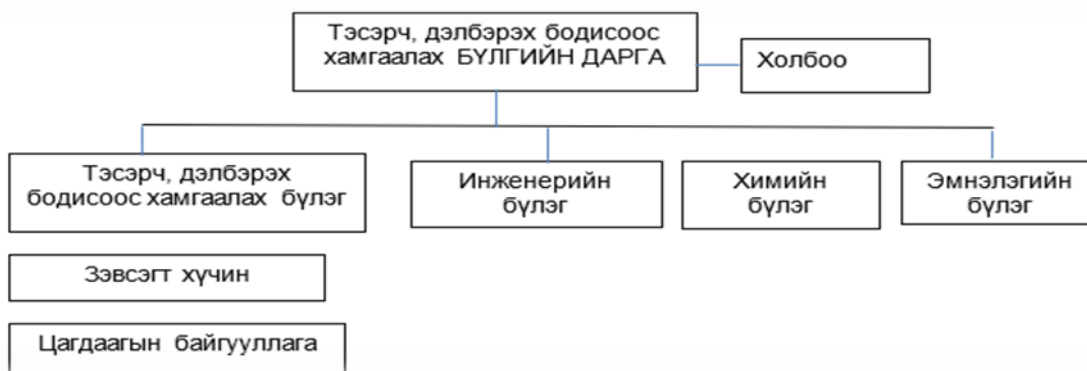 Тэсэрч, дэлбэрэх бодисоос
хамгаалах БҮЛГИЙН ДАРГА
Холбоо
Тэсэрч, дэлбэрэх
бодисоос хамгаалах бүлэг
Инженерийн
бүлэг
Химийн
бүлэг
Эмнэлэгийн
бүлэг
Зэвсэгт хүчин
Цагдаагын байгууллага